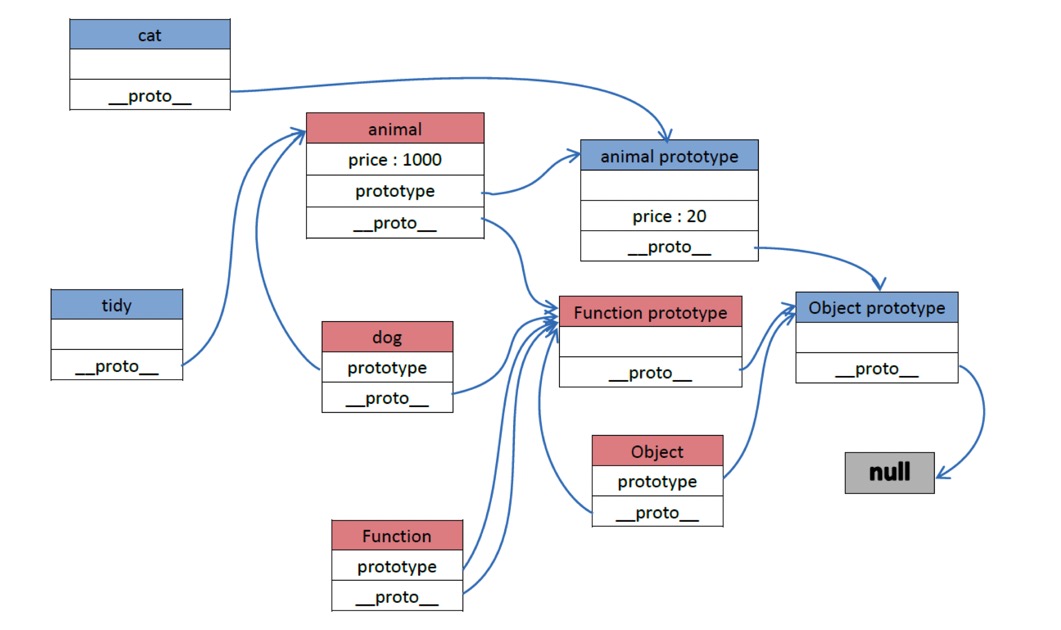 cat
__proto__
animal
price : 1000
prototype
__proto__
animal prototype
price : 20
__proto__
tidy
__proto__
dog
prototype
__proto__
Function prototype
__proto__
Object prototype
__proto__
Object
prototype
__proto__
null
Function
prototype
__proto__